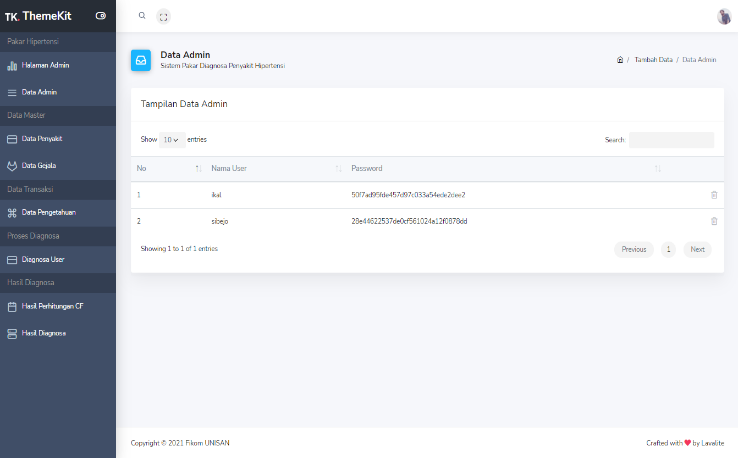 TK. ThemeKit
Pakar Hipertensi
Halaman Admin
Data Admin
Data Master
Data Penyakit
Data Gejala
Data Transaksi
Data Pengetahuan
Proses Diagnosa
Diagnosa User
Hasil Diagnosa
Hasil Perhitungan CF
Hasil Diagnosa
Data Admin
Sistem Pakar Diagnosa Penyakit Hipertensi
/ Tambah Data / Data Admin
Tampilan Data Admin
Show 10 entries
Search:
No Nama User Password
1 ikal 50f7ad95fde457d97c033a54ede2dee2
2 sibejo 28e44622537de0cf561024a12f0878dd
Showing 1 to 1 of 1 entries
Previous 1 Next
Copyright © 2021 Fikom UNISAN
Crafted with ❤ by Lavalite